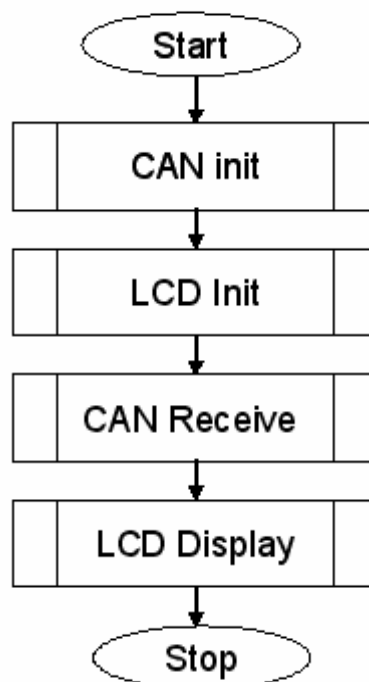 Start
CAN init
LCD Init
CAN Receive
LCD Display
Stop